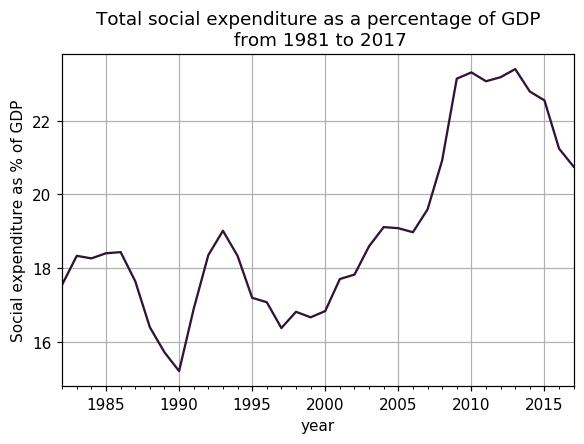 Total social expenditure as a percentage of GDP
from 1981 to 2017
Social expenditure as % of GDP
22
20
18
16
1985 1990 1995 2000 2005 2010 2015
year